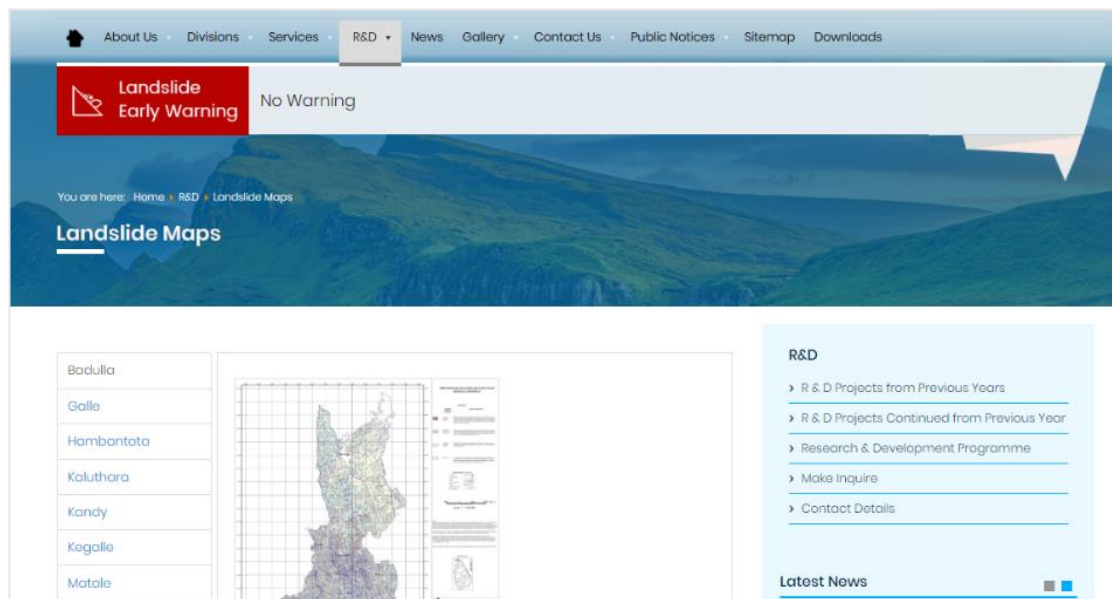 About Us
Divisions
Services
R&D
News
Gallery
Contact Us
Public Notices
Sitemap
Downloads
Landslide
Early Warning
No Warning
You are here: Home R&D Landslide Maps
Landslide Maps
Badulla
Galle
Hambantota
Kaluthara
Kandy
Kegalle
Matale
R&D
R & D Projects from Previous Years
R & D Projects Continued from Previous Year
Research & Development Programme
Make Inquire
Contact Details
Latest News